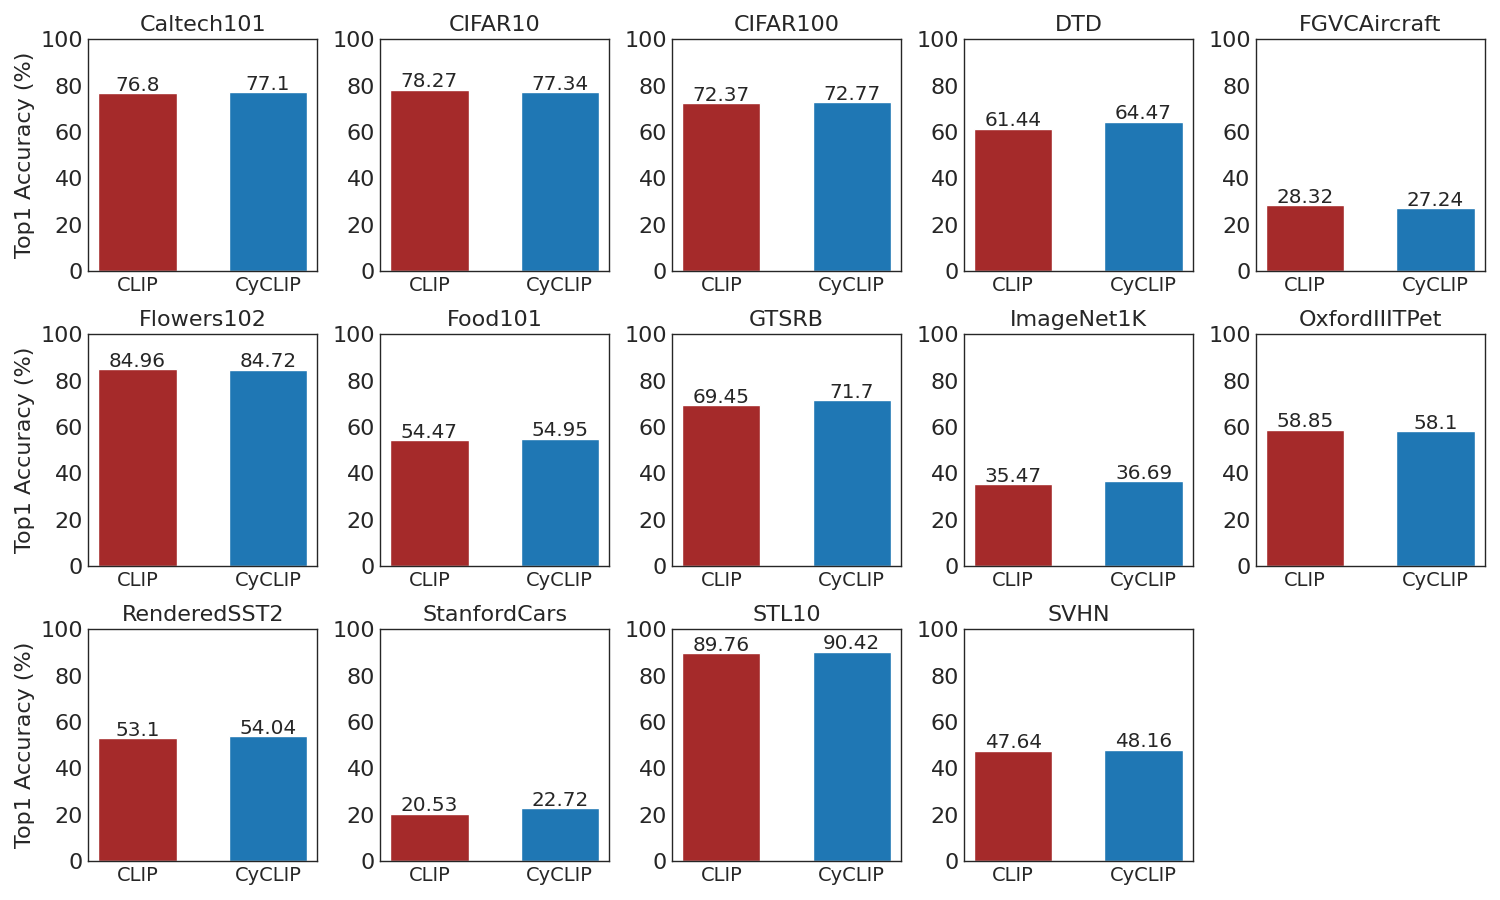 Caltech101 CIFAR10 CIFAR100 DTD FGVCAircraft
Top1 Accuracy (%)
100 100 100 100 100
80 80 80 80 80
60 60 60 60 60
40 40 40 40 40
20 20 20 20 20
0 0 0 0 0
76.8 77.1 78.27 77.34 72.37 72.77 61.44 64.47 28.32 27.24
CLIP CyCLIP CLIP CyCLIP CLIP CyCLIP CLIP CyCLIP CLIP CyCLIP
Flowers102 Food101 GTSRB ImageNet1K OxfordIIITPet
Top1 Accuracy (%)
100 100 100 100 100
80 80 80 80 80
60 60 60 60 60
40 40 40 40 40
20 20 20 20 20
0 0 0 0 0
84.96 84.72 54.47 54.95 69.45 71.7 35.47 36.69 58.85 58.1
CLIP CyCLIP CLIP CyCLIP CLIP CyCLIP CLIP CyCLIP CLIP CyCLIP
RenderedSST2 StanfordCars STL10 SVHN
Top1 Accuracy (%)
100 100 100 100
80 80 80 80
60 60 60 60
40 40 40 40
20 20 20 20
0 0 0 0
53.1 54.04 20.53 22.72 89.76 90.42 47.64 48.16
CLIP CyCLIP CLIP CyCLIP CLIP CyCLIP CLIP CyCLIP